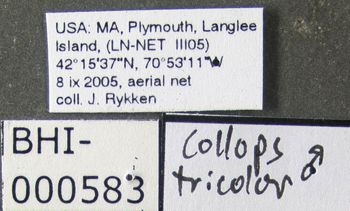 USA: MA, Plymouth, Langlee
Island, (LN-NET III05)
42°15'37"N, 70°53'11"W
8 ix 2005, aerial net
coll. J. Rykken
BHI-
000583
Collops
tricolor ♂